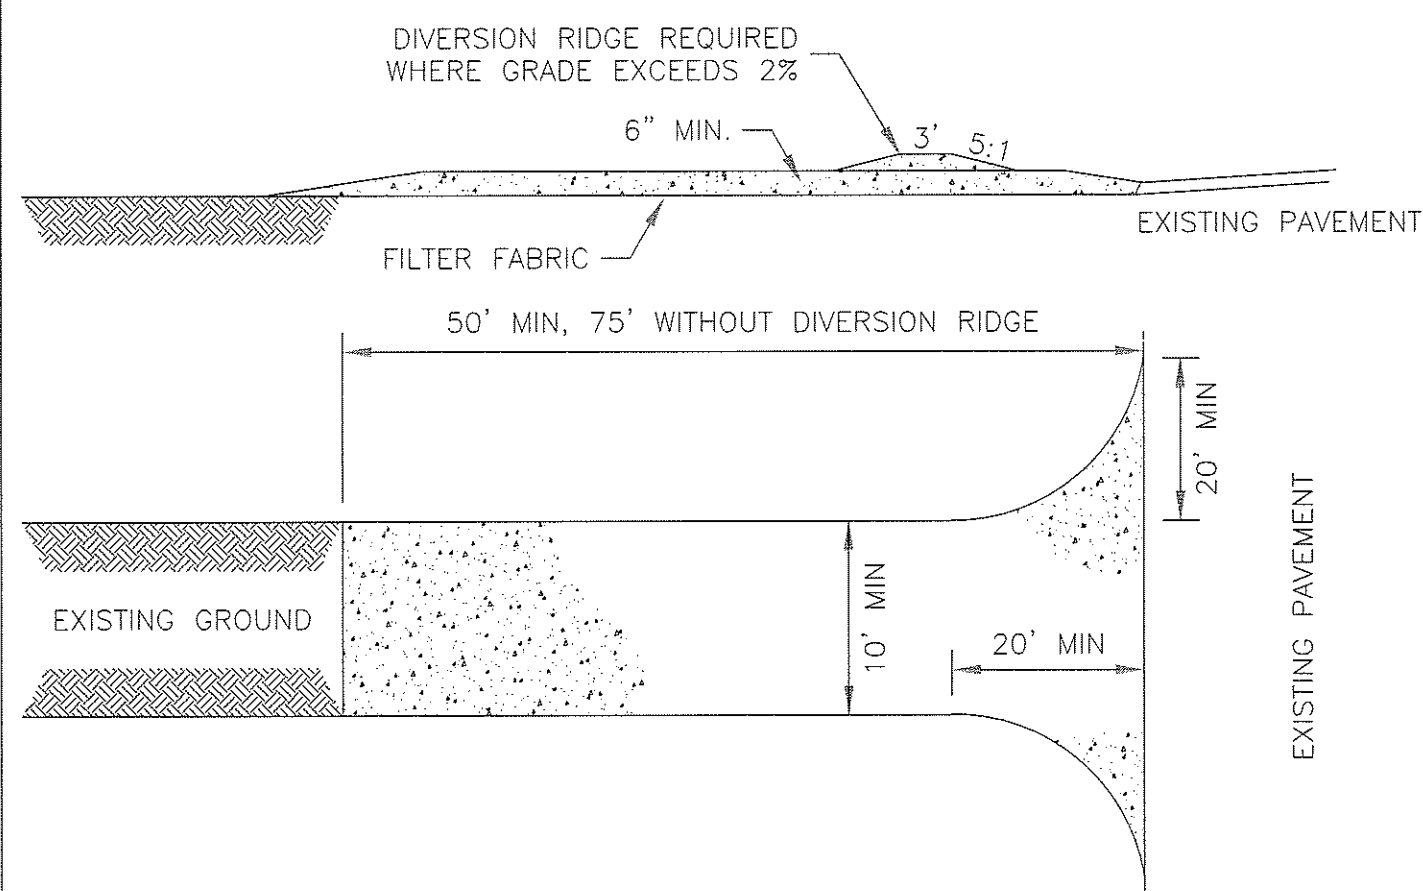 DIVERSION RIDGE REQUIRED
WHERE GRADE EXCEEDS 2%
6" MIN.
3'
5:1
EXISTING PAVEMENT
FILTER FABRIC
50' MIN, 75' WITHOUT DIVERSION RIDGE
20' MIN
EXISTING GROUND
10' MIN
20' MIN
EXISTING PAVEMENT